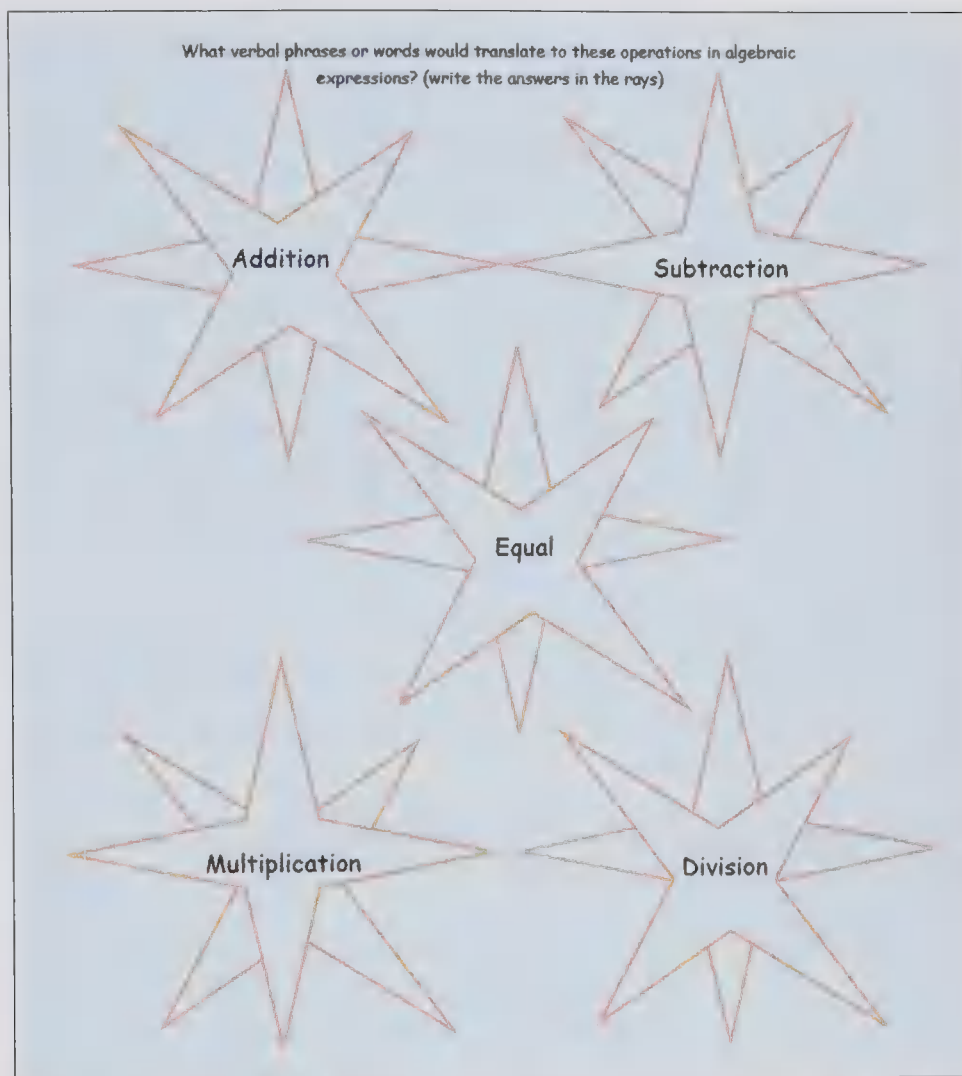 What verbal phrases or words would translate to these operations in algebraic
expressions? (write the answers in the rays)
Addition
Subtraction
Equal
Multiplication
Division